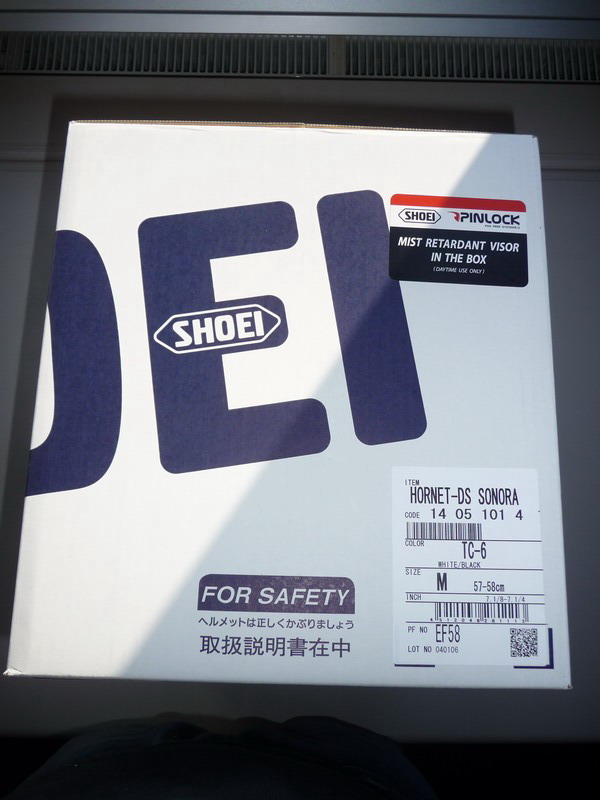 OEI
SHOEI
SHOEI PINLOCK
MIST RETARDANT VISOR
IN THE BOX
(DAYTIME USE ONLY)
ITEM
HORNET-DS SONORA
CODE 14 05 101 4
COLOR TC-6
WHITE/BLACK
SIZE M 57-58cm
INCH 7.1/8-7.1/4
PF NO EF58
LOT NO 040106
FOR SAFETY
ヘルメットは正しくかぶりましょう
取扱説明書在中